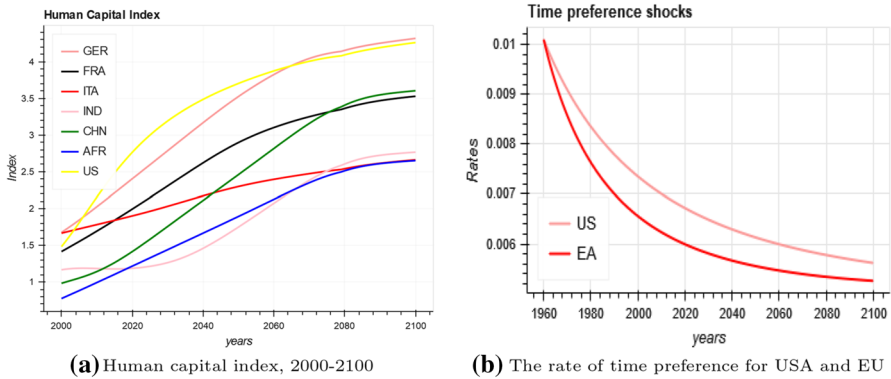 Human Capital Index
Index
4
3.5
3
2.5
2
1.5
1
GER
FRA
ITA
IND
CHN
AFR
US
2000
2020
2040
2060
2080
2100
years
(a) Human capital index, 2000-2100
Time preference shocks
Rates
0.01
0.009
0.008
0.007
0.006
US
EA
1960
1980
2000
2020
2040
2060
2080
2100
years
(b) The rate of time preference for USA and EU